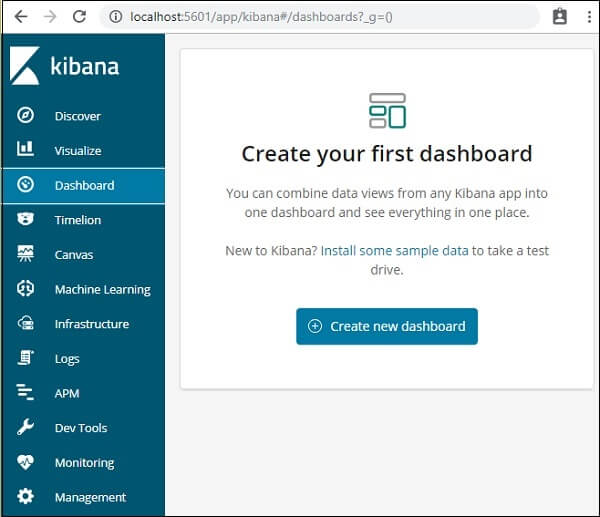 localhost:5601/app/kibana#/dashboards?_g=()
kibana
Discover
Visualize
Dashboard
Timelion
Canvas
Machine Learning
Infrastructure
Logs
APM
Dev Tools
Monitoring
Management
Create your first dashboard
You can combine data views from any Kibana app into
one dashboard and see everything in one place.
New to Kibana? Install some sample data to take a test
drive.
Create new dashboard